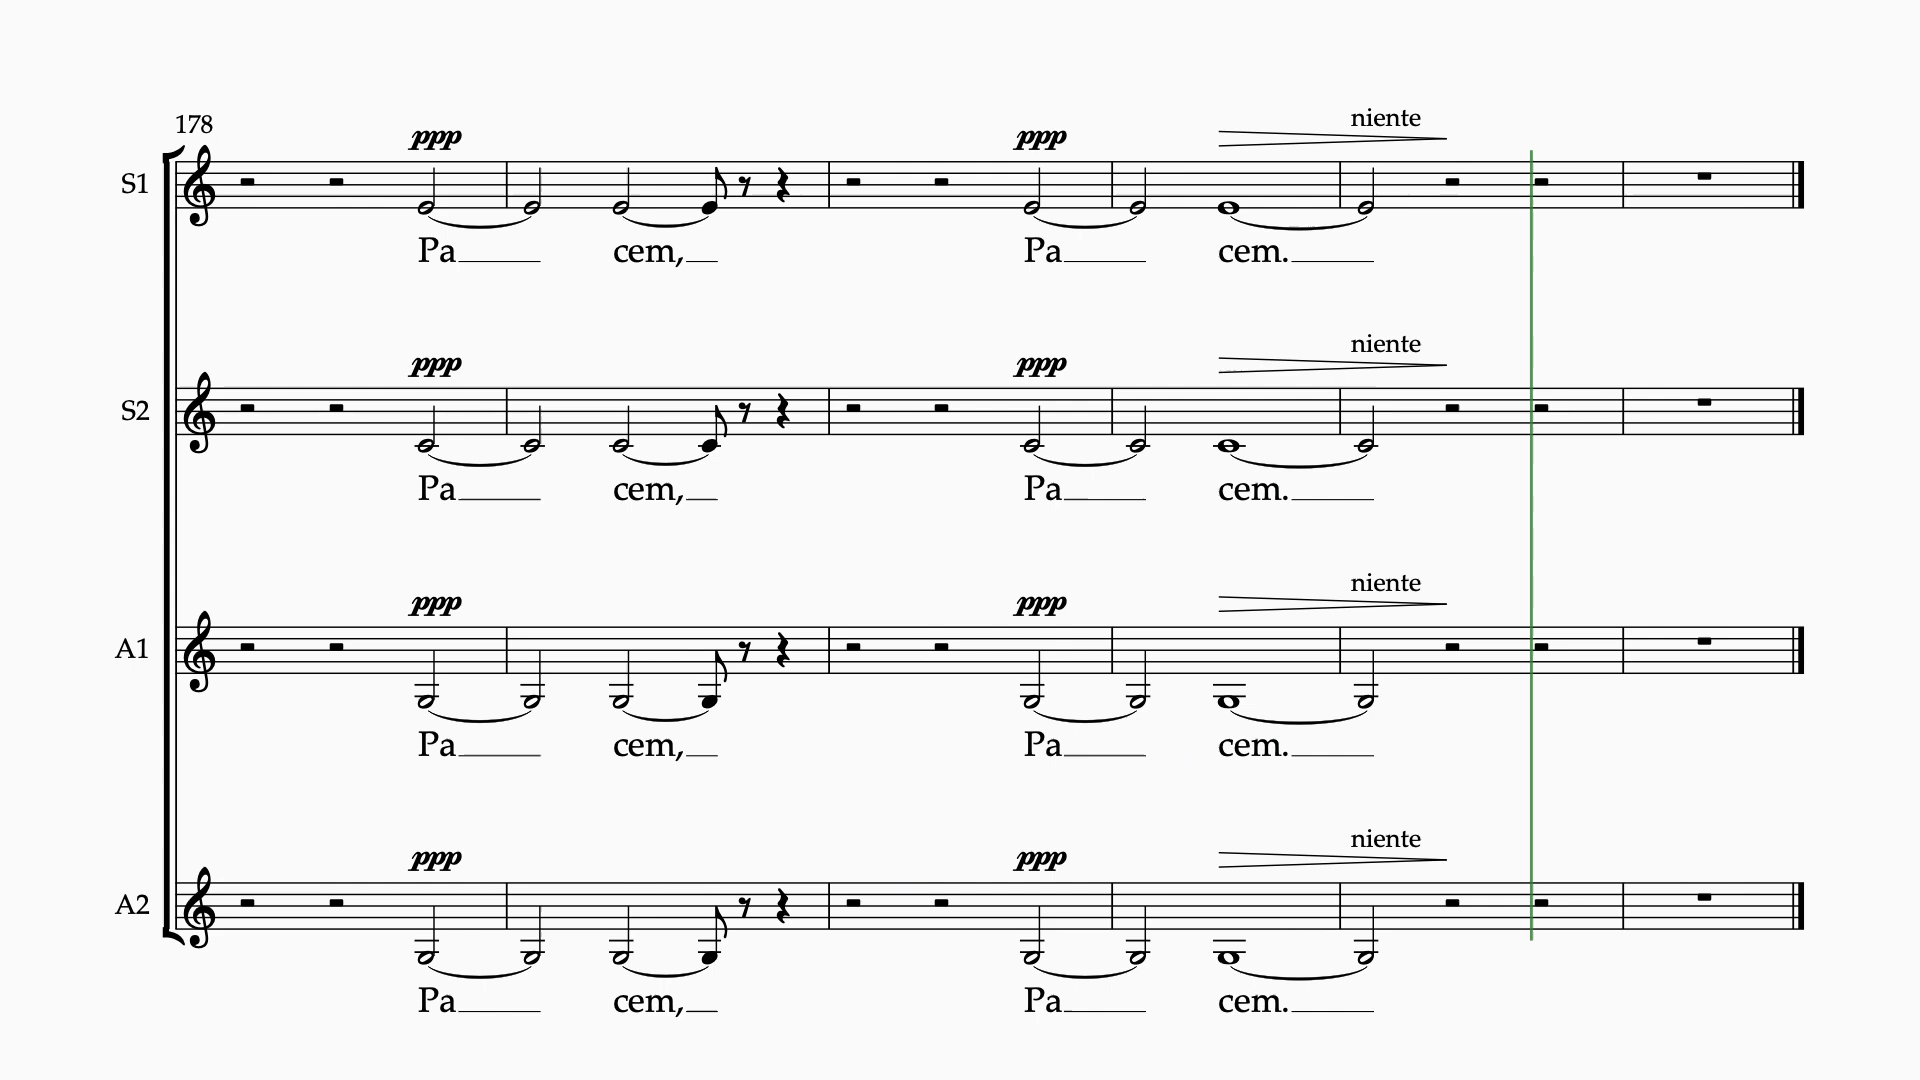 178
ppp ppp niente
S1
Pa cem, Pa cem.
ppp ppp niente
S2
Pa cem, Pa cem.
ppp ppp niente
A1
Pa cem, Pa cem.
ppp ppp niente
A2
Pa cem, Pa cem.